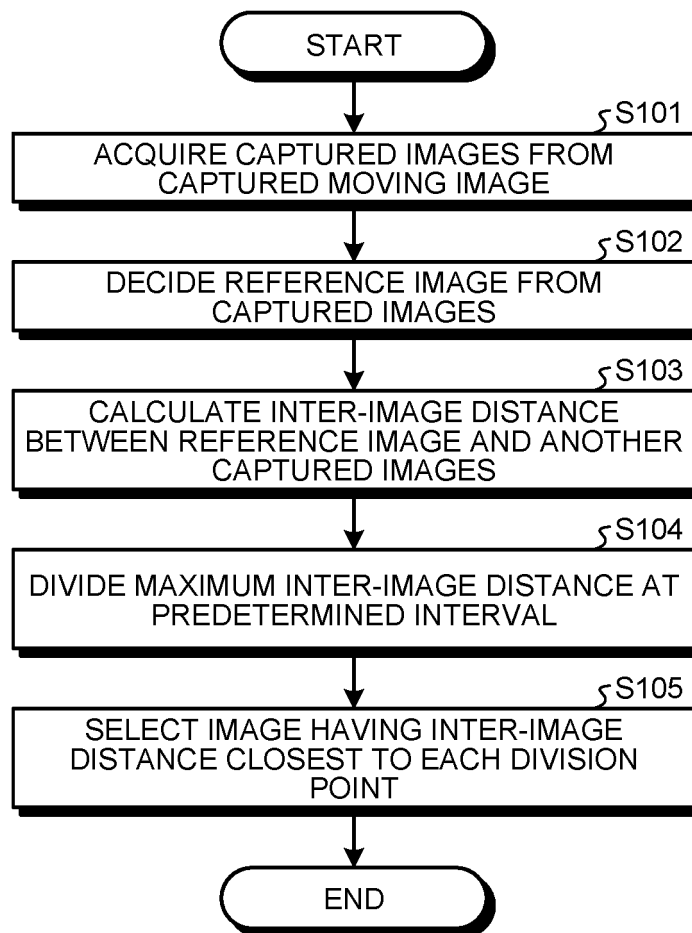 START
S101
ACQUIRE CAPTURED IMAGES FROM
CAPTURED MOVING IMAGE
S102
DECIDE REFERENCE IMAGE FROM
CAPTURED IMAGES
S103
CALCULATE INTER-IMAGE DISTANCE
BETWEEN REFERENCE IMAGE AND ANOTHER
CAPTURED IMAGES
S104
DIVIDE MAXIMUM INTER-IMAGE DISTANCE AT
PREDETERMINED INTERVAL
S105
SELECT IMAGE HAVING INTER-IMAGE
DISTANCE CLOSEST TO EACH DIVISION
POINT
END